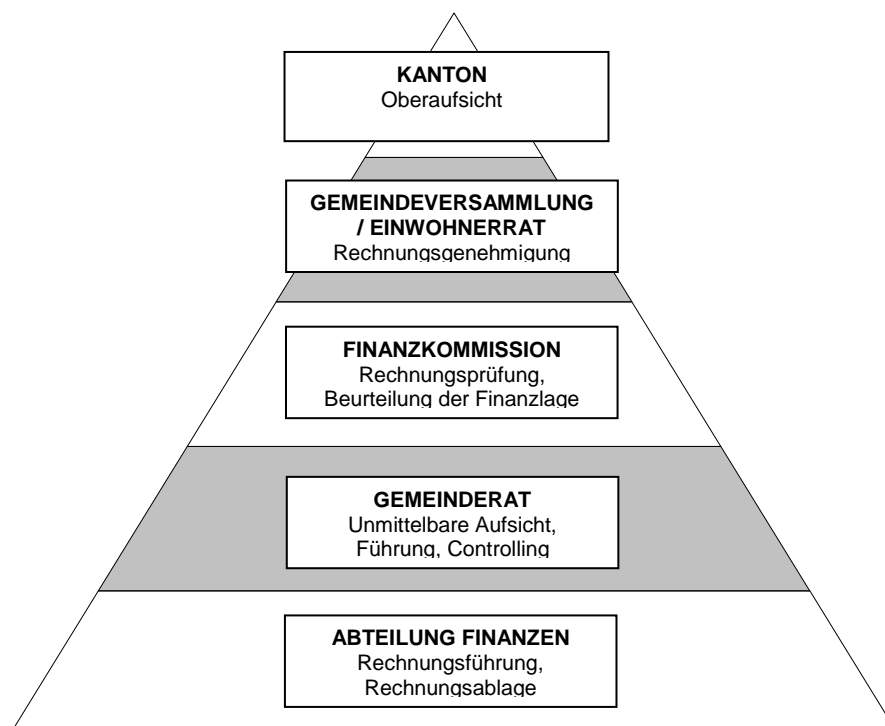 KANTON
Oberaufsicht
GEMEINDEVERSAMMLUNG
/ EINWOHNERRAT
Rechnungsgenehmigung
FINANZKOMMISSION
Rechnungsprüfung,
Beurteilung der Finanzlage
GEMEINDERAT
Unmittelbare Aufsicht,
Führung, Controlling
ABTEILUNG FINANZEN
Rechnungsführung,
Rechnungsablage